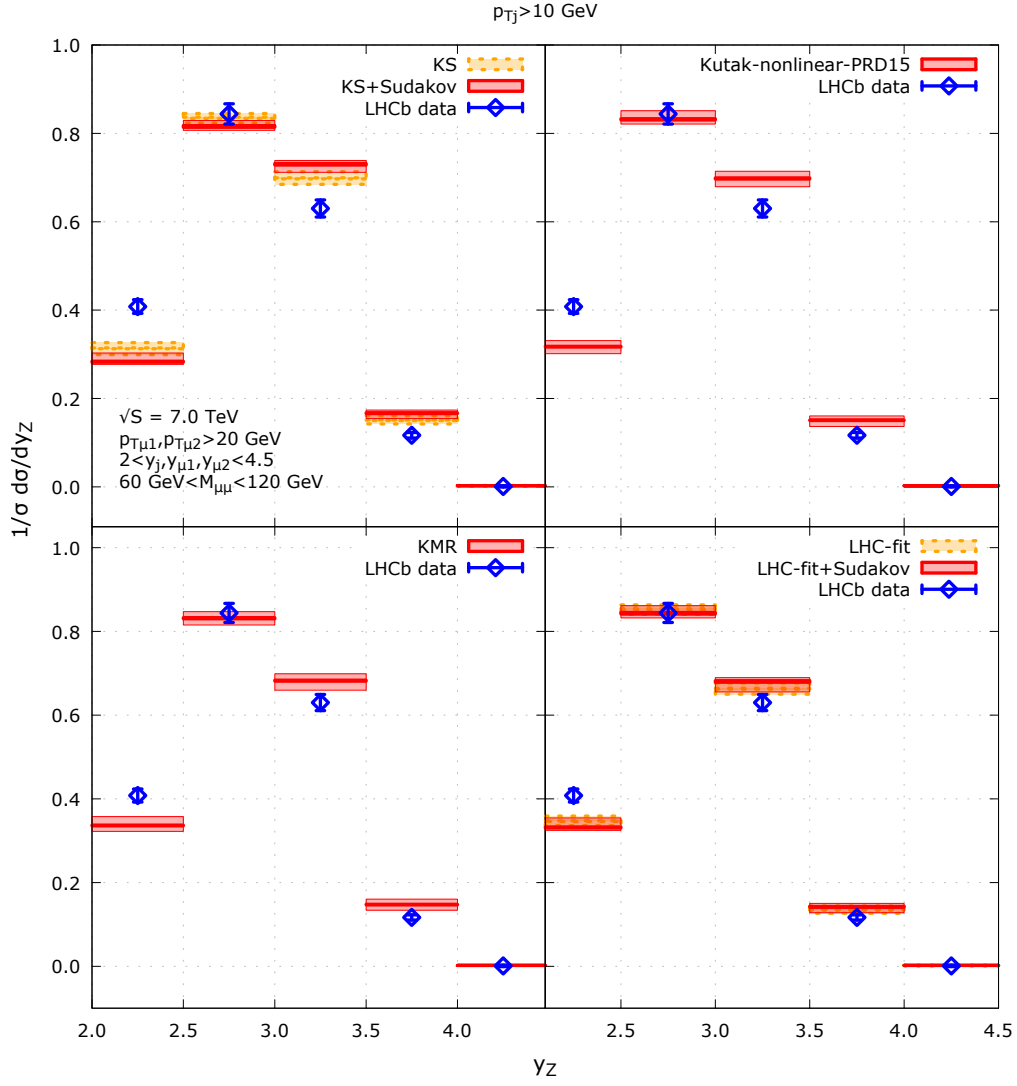 p_Tj>10 GeV
1.0
0.8
0.6
0.4
0.2
0.0
KS
KS+Sudakov
LHCb data
√S = 7.0 TeV
p_Tμ1,p_Tμ2>20 GeV
2<y_j,y_μ1,y_μ2<4.5
60 GeV<M_μμ<120 GeV
Kutak-nonlinear-PRD15
LHCb data
1/σ dσ/dy_Z
1.0
0.8
0.6
0.4
0.2
0.0
KMR
LHCb data
LHC-fit
LHC-fit+Sudakov
LHCb data
2.0 2.5 3.0 3.5 4.0 2.5 3.0 3.5 4.0 4.5
y_Z